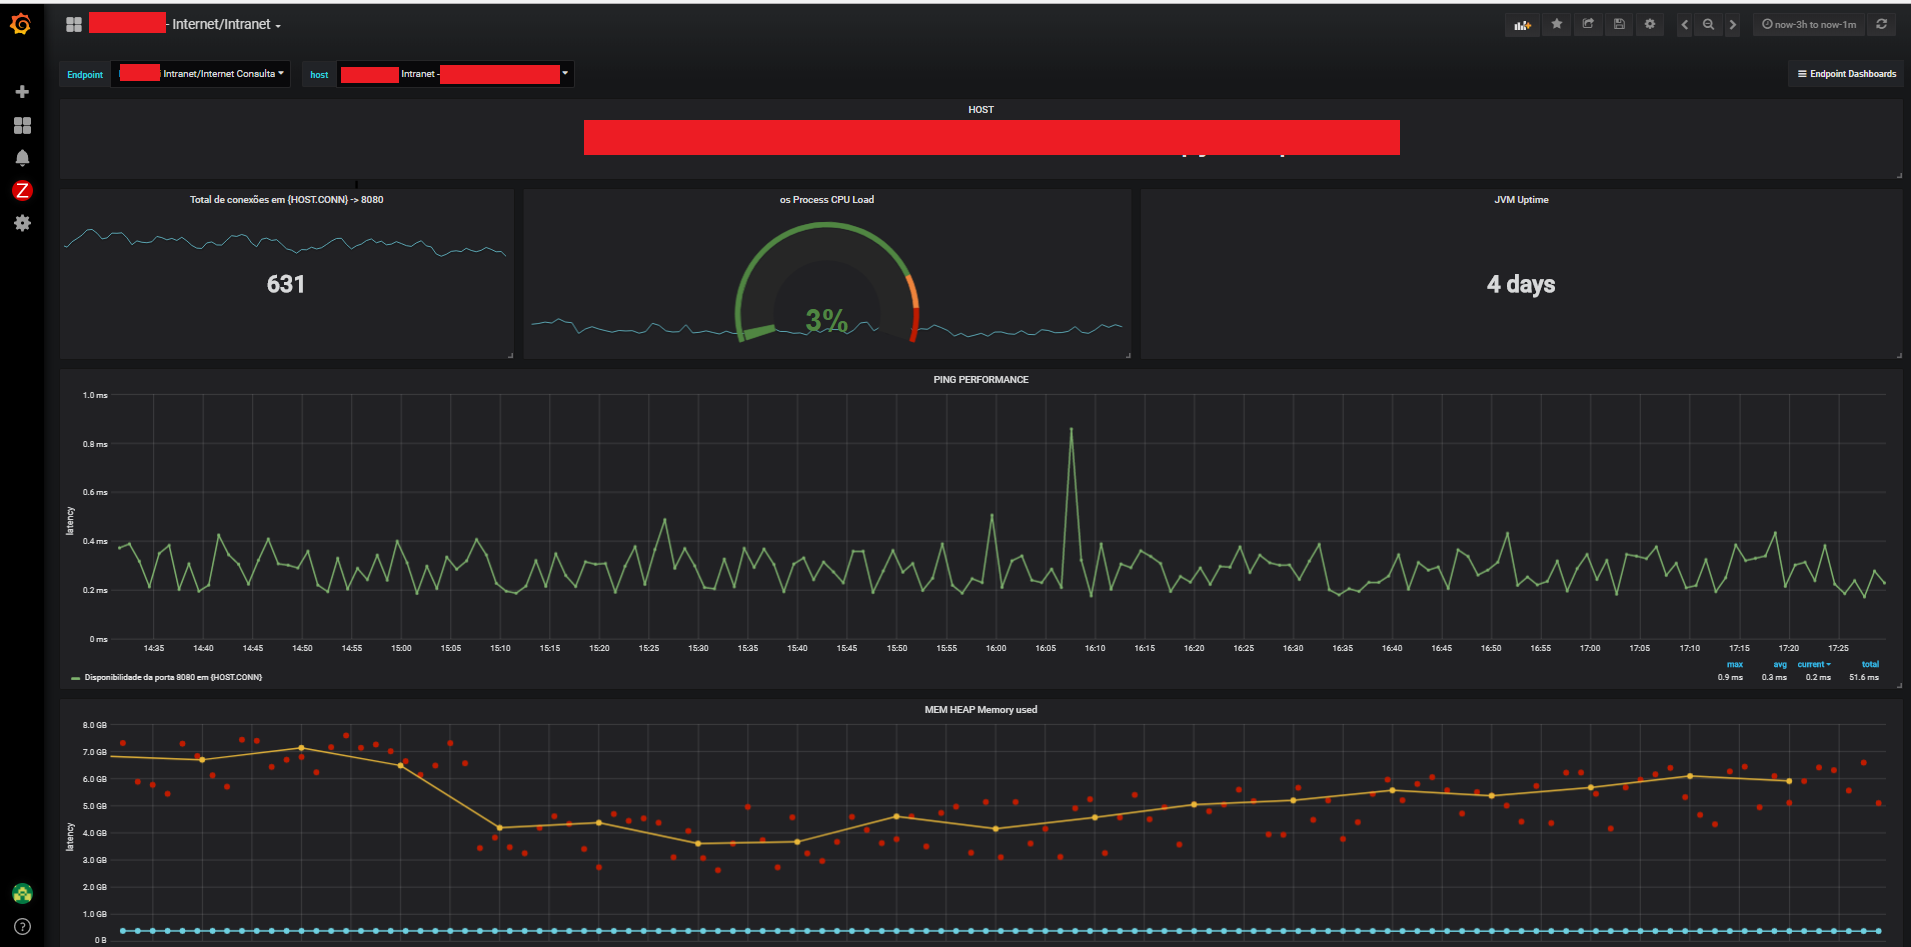 - Internet/Intranet
now-3h to now-1m
Endpoint
Intranet/Internet Consulta
host
Intranet -
Endpoint Dashboards
HOST
Total de conexões em {HOST.CONN} -> 8080
631
os Process CPU Load
3%
JVM Uptime
4 days
PING PERFORMANCE
latency
1.0 ms
0.8 ms
0.6 ms
0.4 ms
0.2 ms
0 ms
14:35 14:40 14:45 14:50 14:55 15:00 15:05 15:10 15:15 15:20 15:25 15:30 15:35 15:40 15:45 15:50 15:55 16:00 16:05 16:10 16:15 16:20 16:25 16:30 16:35 16:40 16:45 16:50 16:55 17:00 17:05 17:10 17:15 17:20 17:25
max avg current total
Disponibilidade da porta 8080 em {HOST.CONN} 0.9 ms 0.3 ms 0.2 ms 51.6 ms
MEM HEAP Memory used
latency
8.0 GB
7.0 GB
6.0 GB
5.0 GB
4.0 GB
3.0 GB
2.0 GB
1.0 GB
0 B
Z
?